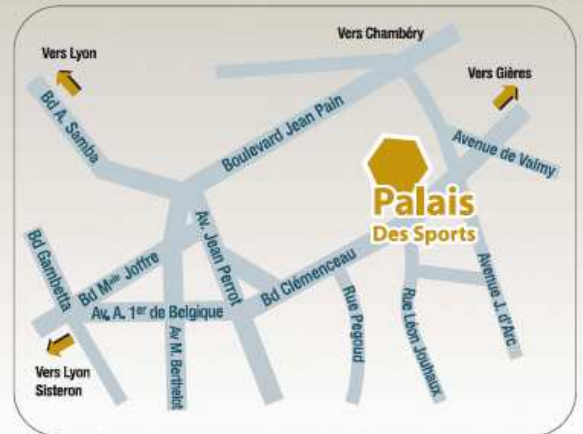 Vers Chambéry
Vers Lyon
Vers Gières
Bd A. Samba
Boulevard Jean Pain
Avenue de Valmy
Palais
Des Sports
Bd Gambetta
Bd Mal Joffre
Av. Jean Perrot
Bd Clémenceau
Avenue J. d'Arc
Av. A. 1er de Belgique
Rue Pegoud
Rue Léon Jouhaux
Av M. Berthelot
Vers Lyon
Sisteron